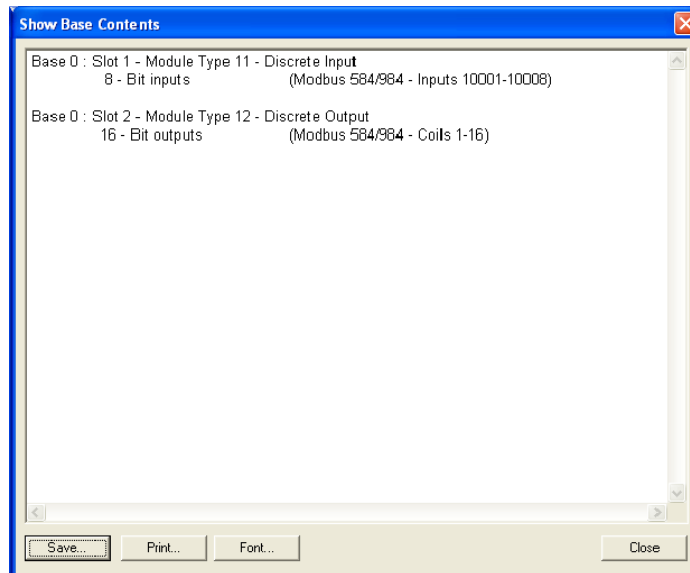 Show Base Contents
Base 0 : Slot 1 - Module Type 11 - Discrete Input
8 - Bit inputs (Modbus 584/984 - Inputs 10001-10008)
Base 0 : Slot 2 - Module Type 12 - Discrete Output
16 - Bit outputs (Modbus 584/984 - Coils 1-16)
Save... Print... Font... Close